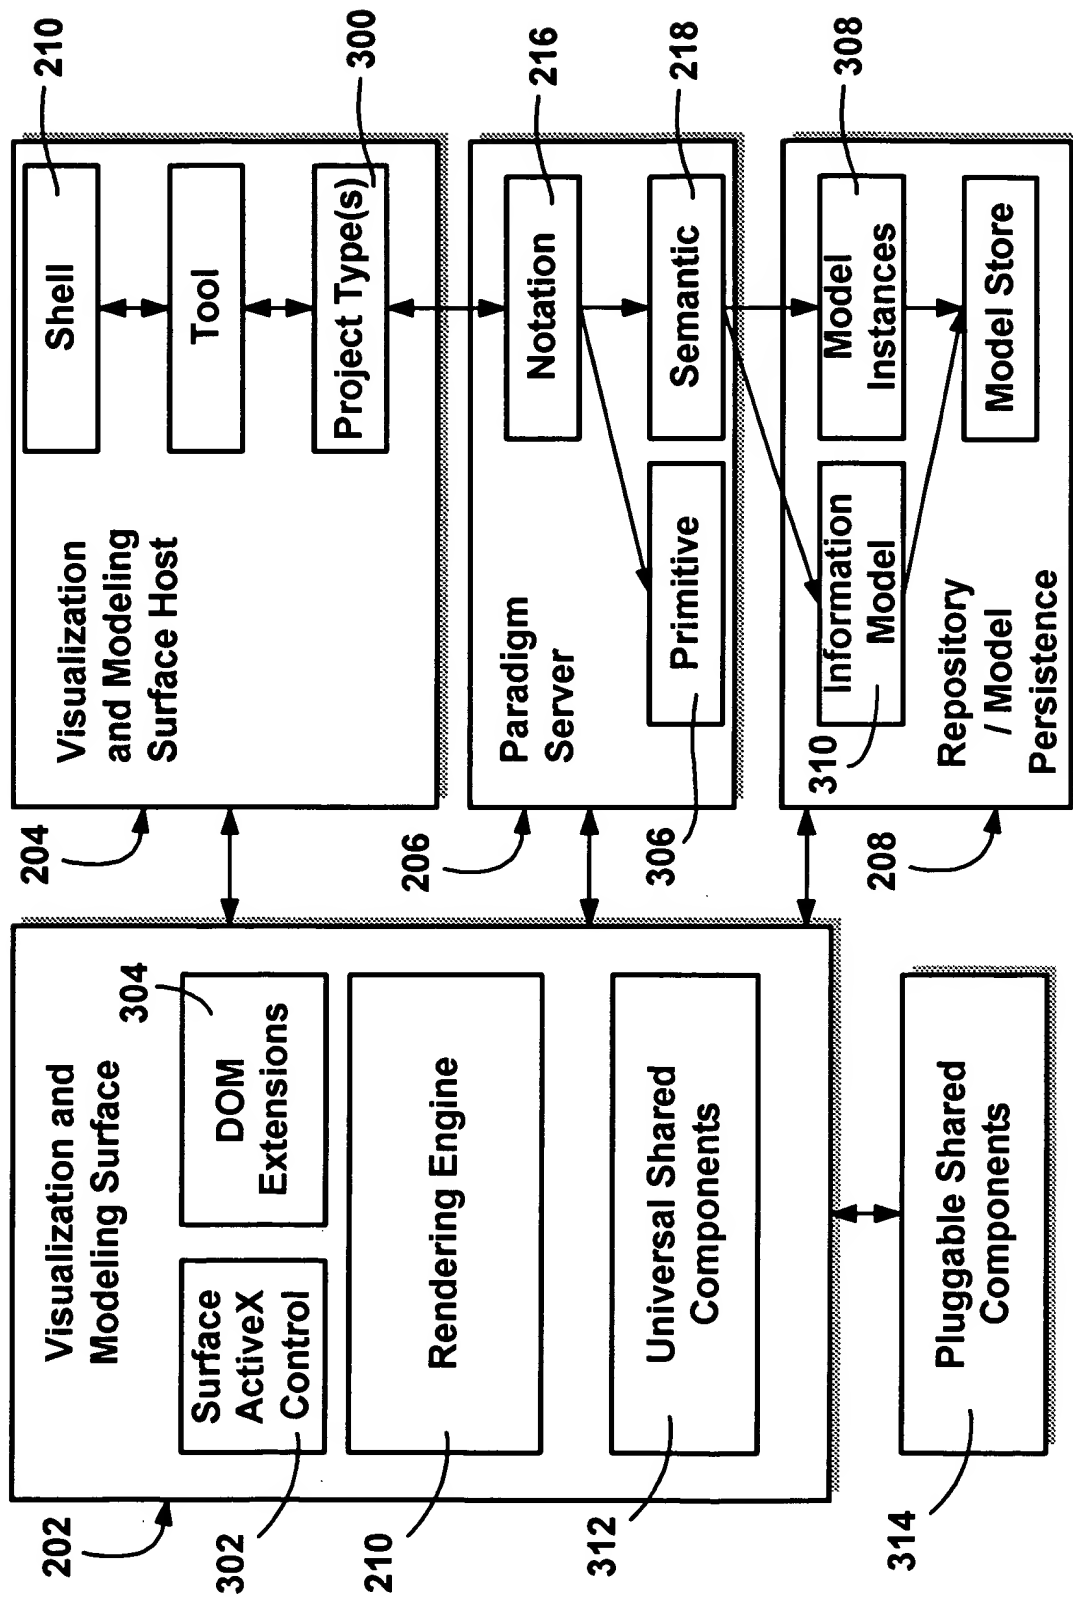 202
Visualization and
Modeling Surface
304
Surface
ActiveX
Control
DOM
Extensions
302
Rendering Engine
210
Universal Shared
Components
312
Pluggable Shared
Components
314
204
Visualization
and Modeling
Surface Host
Shell
210
Tool
Project Type(s)
300
206
Paradigm
Server
Notation
216
Primitive
306
Semantic
218
310
Information
Model
Model
Instances
308
208
Repository
/ Model
Persistence
Model Store